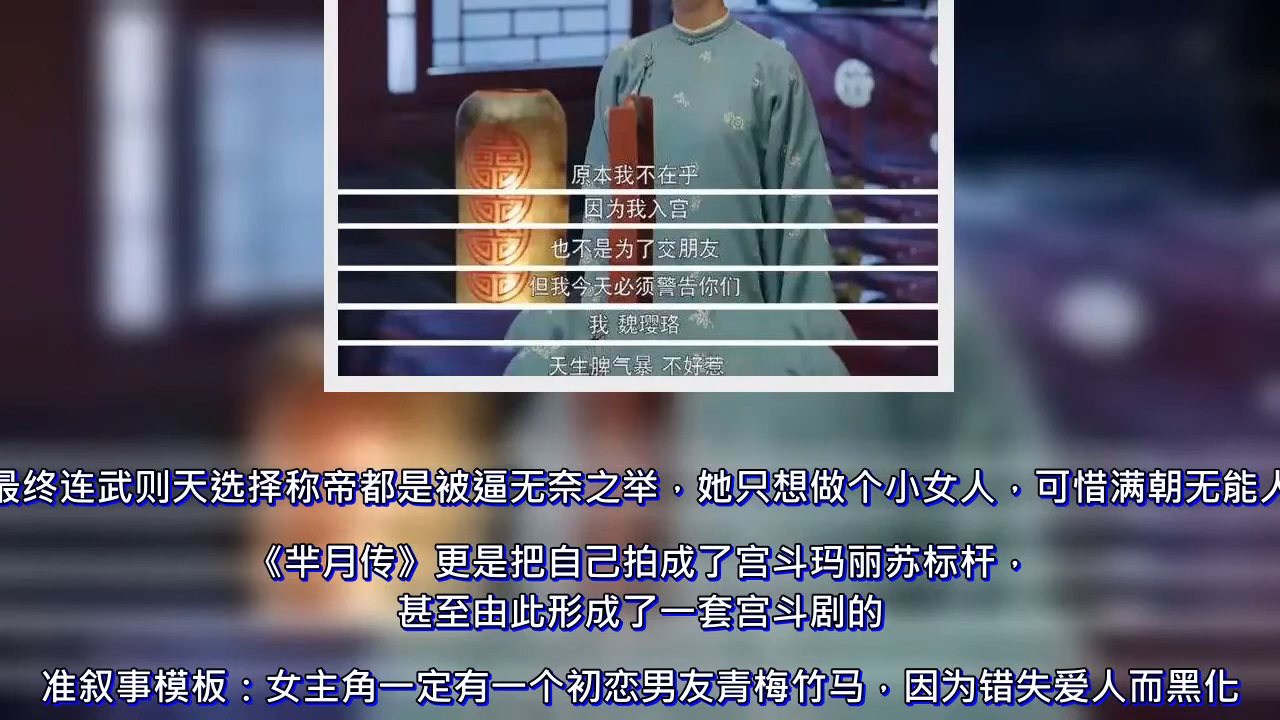 原本我不在乎
因为我入宫
也不是为了交朋友
但我今天必须警告你们
我 魏璎珞
天生脾气暴 不好惹
最终连武则天选择称帝都是被逼无奈之举，她只想做个小女人，可惜满朝无能人
《芈月传》更是把自己拍成了宫斗玛丽苏标杆，
甚至由此形成了一套宫斗剧的
准叙事模板：女主角一定有一个初恋男友青梅竹马，因为错失爱人而黑化